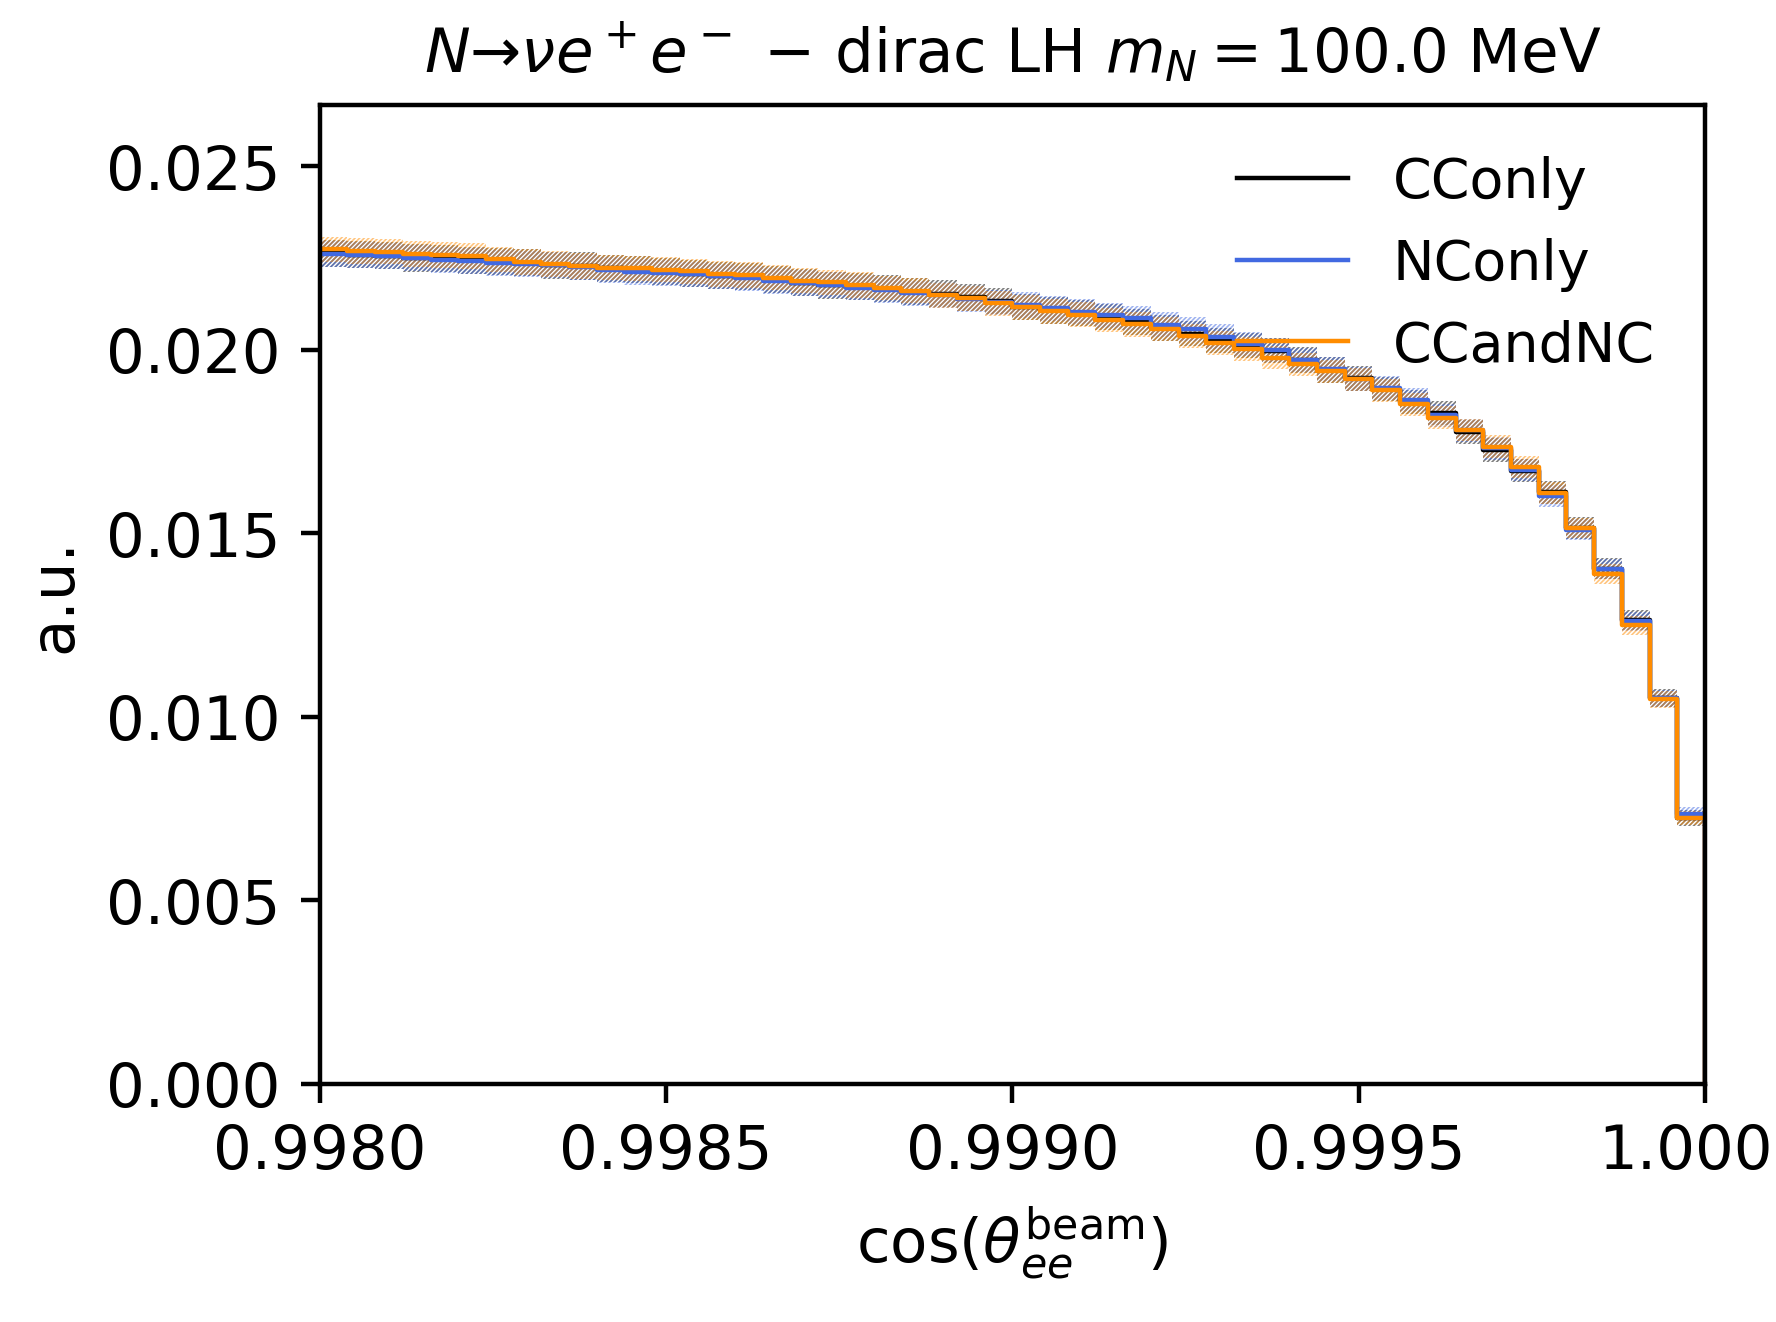 N→νe⁺e⁻ − dirac LH m_N = 100.0 MeV
CConly
NConly
CCandNC
a.u.
0.025
0.020
0.015
0.010
0.005
0.000
0.9980 0.9985 0.9990 0.9995 1.000
cos(θ_ee^beam)